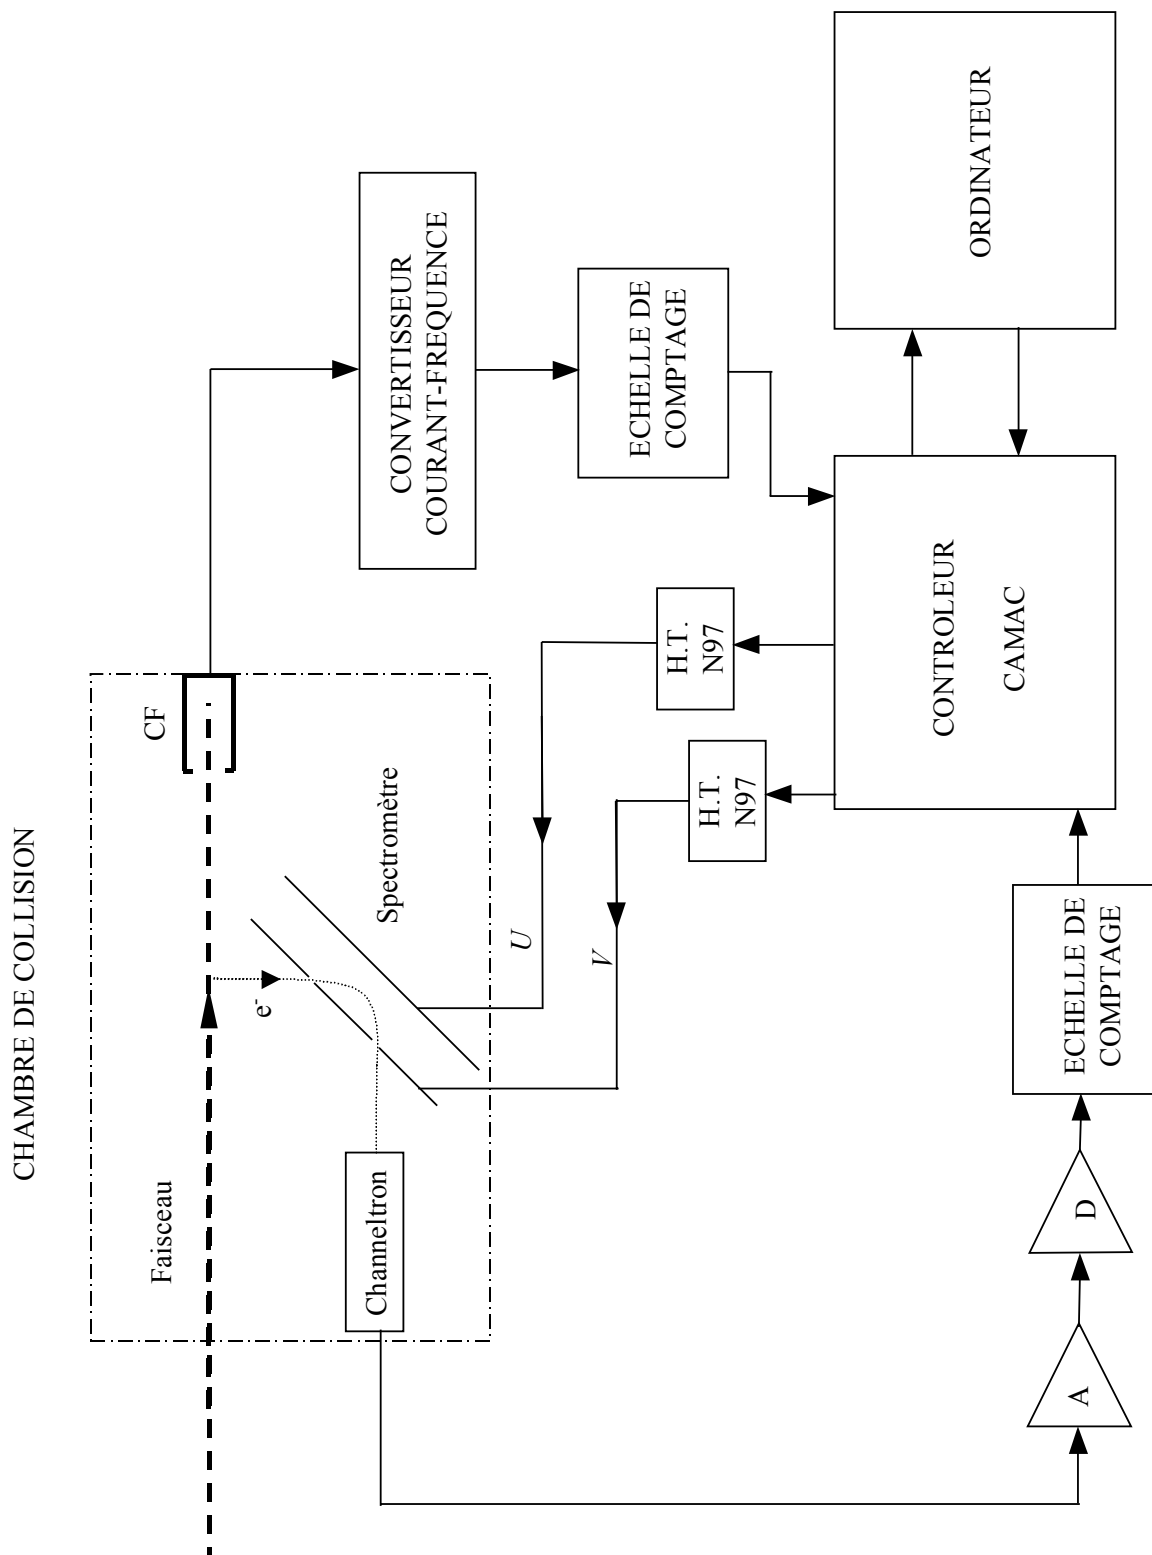 CHAMBRE DE COLLISION
Faisceau
CF
e-
Spectromètre
Channeltron
U
V
CONVERTISSEUR
COURANT-FREQUENCE
ECHELLE DE
COMPTAGE
H.T.
N97
H.T.
N97
CONTROLEUR
CAMAC
ORDINATEUR
A
D
ECHELLE DE
COMPTAGE